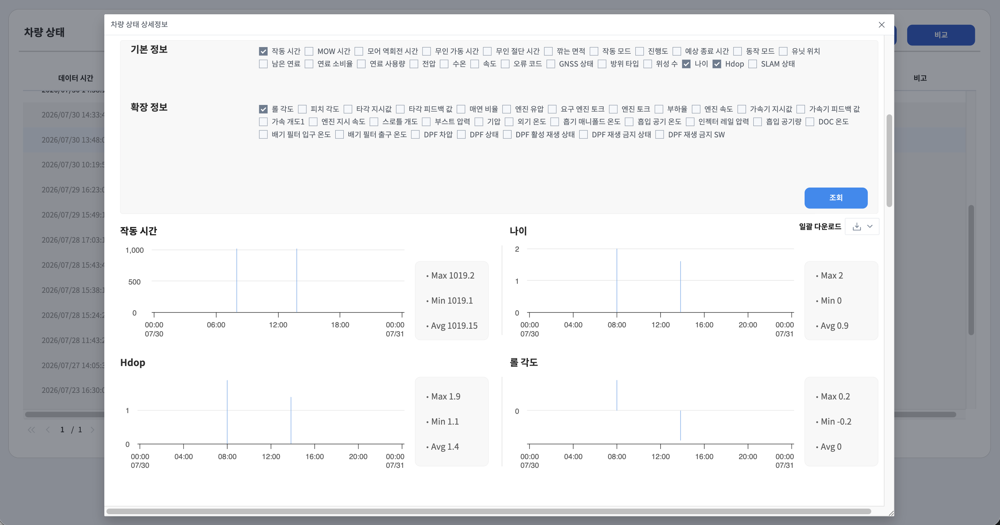 차량 상태 상세정보
차량 상태
비교
데이터 시간
비고
2026/07/30 14:33:4
2026/07/30 13:48:0
2026/07/30 10:19:5
2026/07/29 16:23:0
2026/07/29 15:49:1
2026/07/28 17:03:1
2026/07/28 15:43:4
2026/07/28 15:38:1
2026/07/28 15:24:2
2026/07/28 11:43:2
2026/07/27 14:05:3
2026/07/23 16:30:0
1 / 1
기본 정보
작동 시간 MOW 시간 모어 역회전 시간 무인 가동 시간 무인 절단 시간 깎는 면적 작동 모드 진행도 예상 종료 시간 동작 모드 유닛 위치
남은 연료 연료 소비율 연료 사용량 전압 수온 속도 오류 코드 GNSS 상태 방위 타입 위성 수 나이 Hdop SLAM 상태
확장 정보
롤 각도 피치 각도 타각 지시값 타각 피드백 값 매연 비율 엔진 유압 요구 엔진 토크 엔진 토크 부하율 엔진 속도 가속기 지시값 가속기 피드백 값
가속 개도1 엔진 지시 속도 스로틀 개도 부스트 압력 기압 외기 온도 흡기 매니폴드 온도 흡입 공기 온도 인젝터 레일 압력 흡입 공기량 DOC 온도
배기 필터 입구 온도 배기 필터 출구 온도 DPF 차압 DPF 상태 DPF 활성 재생 상태 DPF 재생 금지 상태 DPF 재생 금지 SW
조회
일괄 다운로드
작동 시간
1,000
500
0
00:00 06:00 12:00 18:00 00:00
07/30 07/31
• Max 1019.2
• Min 1019.1
• Avg 1019.15
나이
2
1
0
00:00 04:00 08:00 12:00 16:00 20:00 00:00
07/30 07/31
• Max 2
• Min 0
• Avg 0.9
Hdop
1
0
00:00 04:00 08:00 12:00 16:00 20:00 00:00
07/30 07/31
• Max 1.9
• Min 1.1
• Avg 1.4
롤 각도
0
00:00 04:00 08:00 12:00 16:00 20:00 00:00
07/30 07/31
• Max 0.2
• Min -0.2
• Avg 0